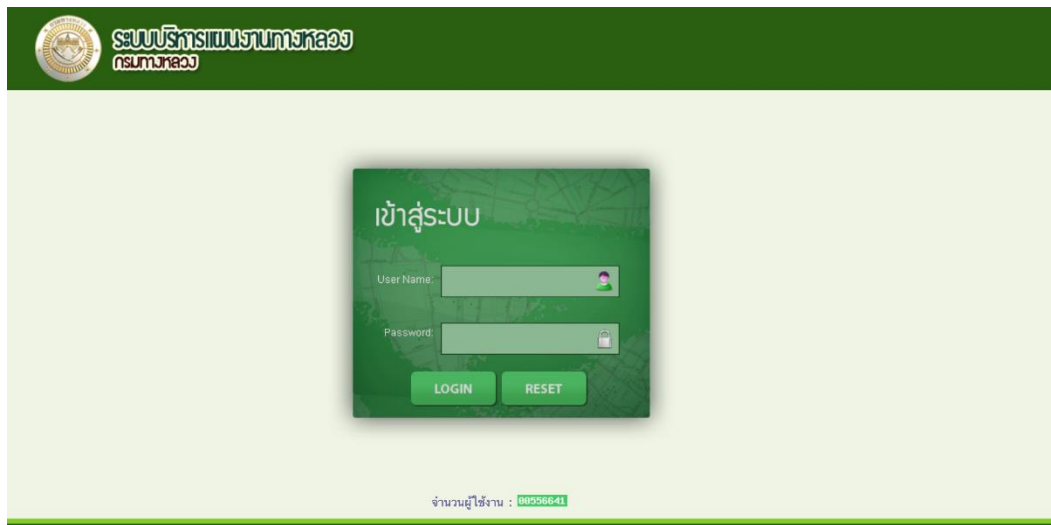 ระบบบริหารแผนงานทางหลวง
กรมทางหลวง
เข้าสู่ระบบ
User Name:
Password:
LOGIN RESET
จำนวนผู้ใช้งาน : 00556641